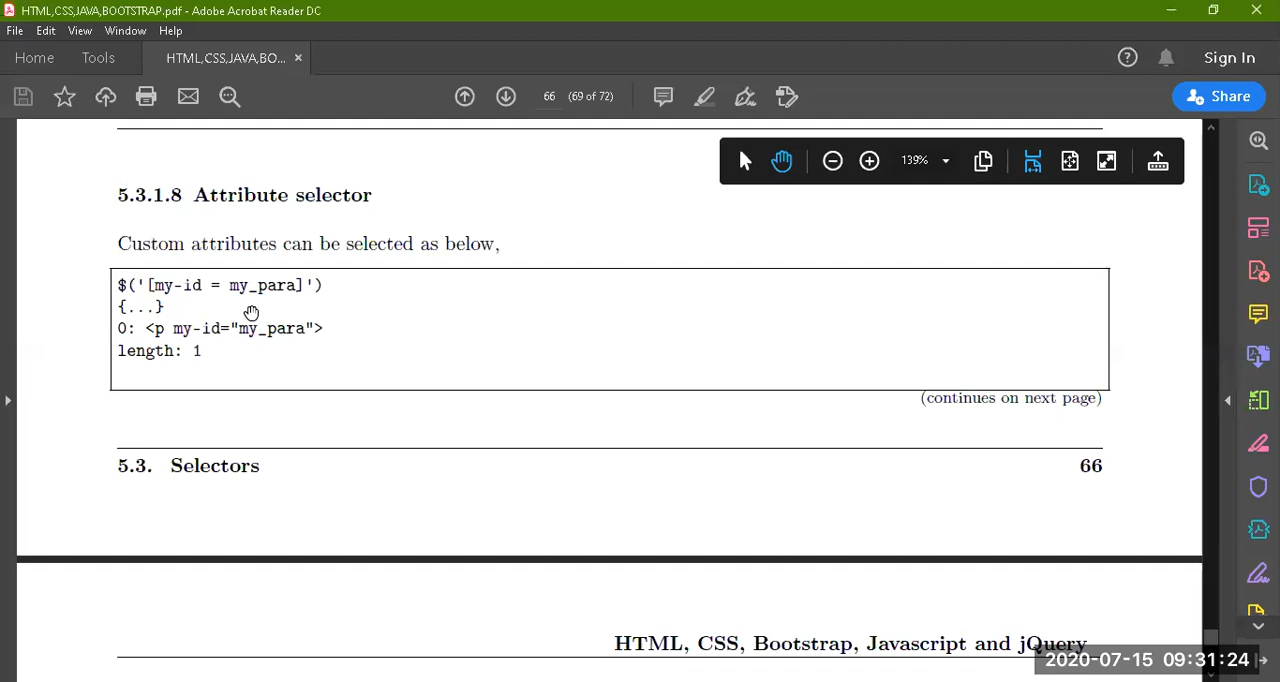 HTML,CSS,JAVA,BOOTSTRAP.pdf - Adobe Acrobat Reader DC
File Edit View Window Help
Home Tools HTML,CSS,JAVA,BO... × Sign In
66 (69 of 72) Share
139%
5.3.1.8 Attribute selector
Custom attributes can be selected as below,
$('[my-id = my_para]')
{...}
0: <p my-id="my_para">
length: 1
(continues on next page)
5.3. Selectors 66
HTML, CSS, Bootstrap, Javascript and jQuery
2020-07-15 09:31:24